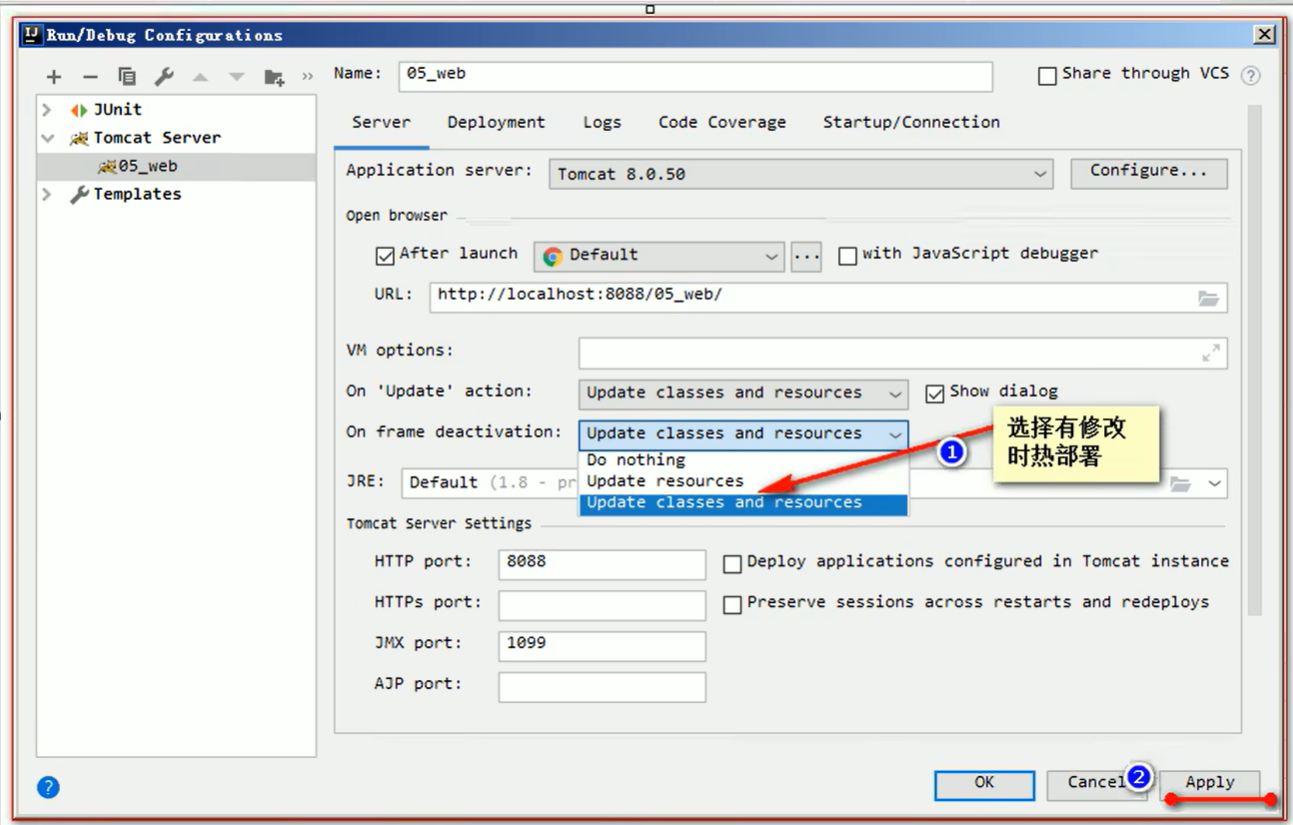 Run/Debug Configurations
Name: 05_web
Share through VCS ?
JUnit
Tomcat Server
05_web
Templates
Server Deployment Logs Code Coverage Startup/Connection
Application server: Tomcat 8.0.50 Configure...
Open browser
After launch Default ... with JavaScript debugger
URL: http://localhost:8088/05_web/
VM options:
On 'Update' action: Update classes and resources Show dialog
On frame deactivation: Update classes and resources
1
选择有修改
时热部署
Do nothing
Update resources
Update classes and resources
JRE: Default (1.8 - pr
Tomcat Server Settings
HTTP port: 8088 Deploy applications configured in Tomcat instance
HTTPs port: Preserve sessions across restarts and redeploys
JMX port: 1099
AJP port:
? OK Cancel 2 Apply